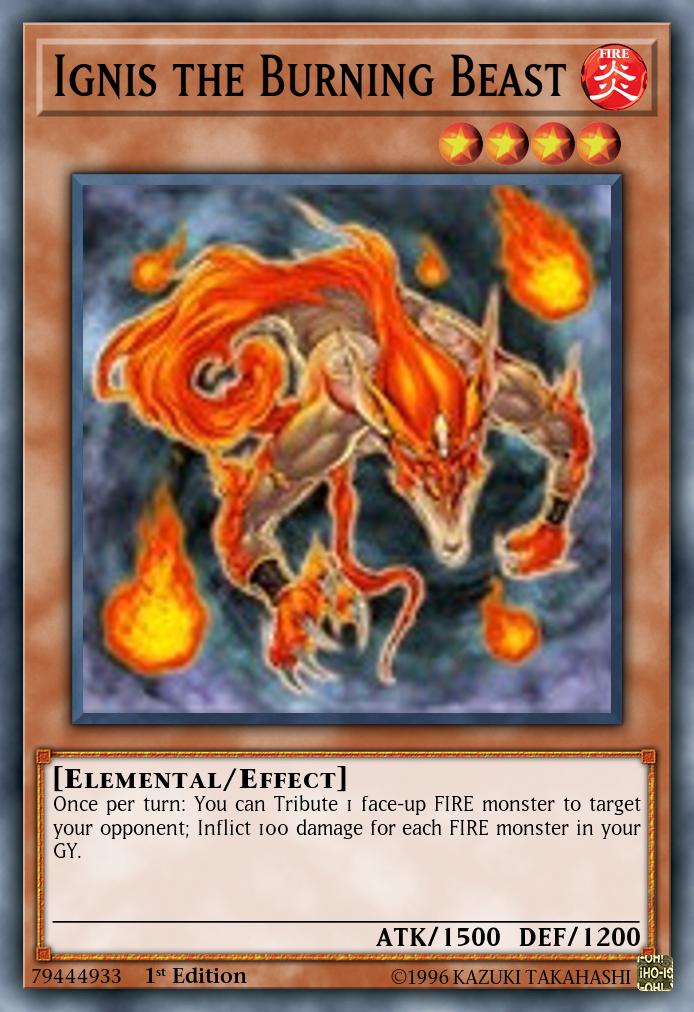 Ignis the Burning Beast
FIRE
炎
[Elemental/Effect]
Once per turn: You can Tribute 1 face-up FIRE monster to target
your opponent; Inflict 100 damage for each FIRE monster in your
GY.
ATK/1500 DEF/1200
79444933 1st Edition ©1996 KAZUKI TAKAHASHI